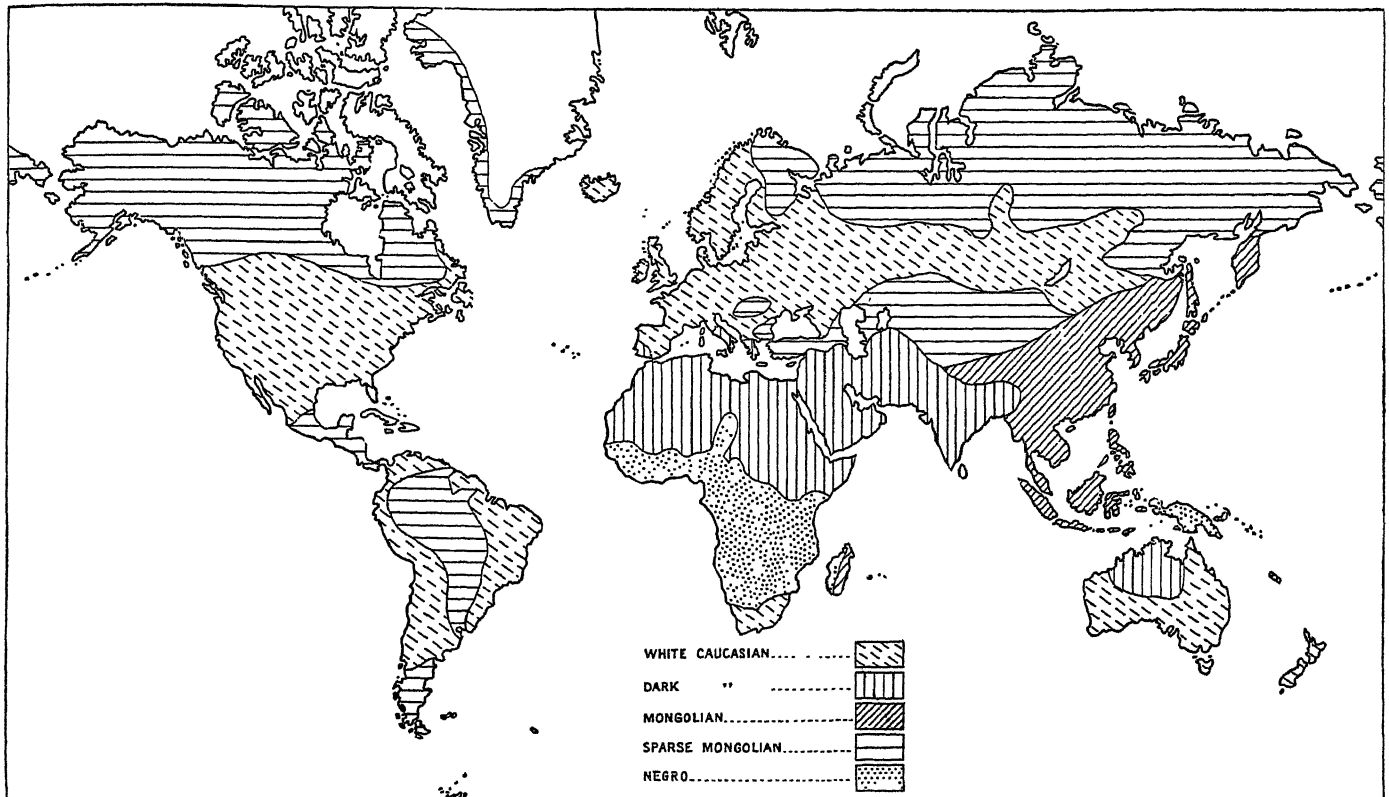 WHITE CAUCASIAN.... . ........
DARK " ............
MONGOLIAN....................
SPARSE MONGOLIAN...........
NEGRO.........................